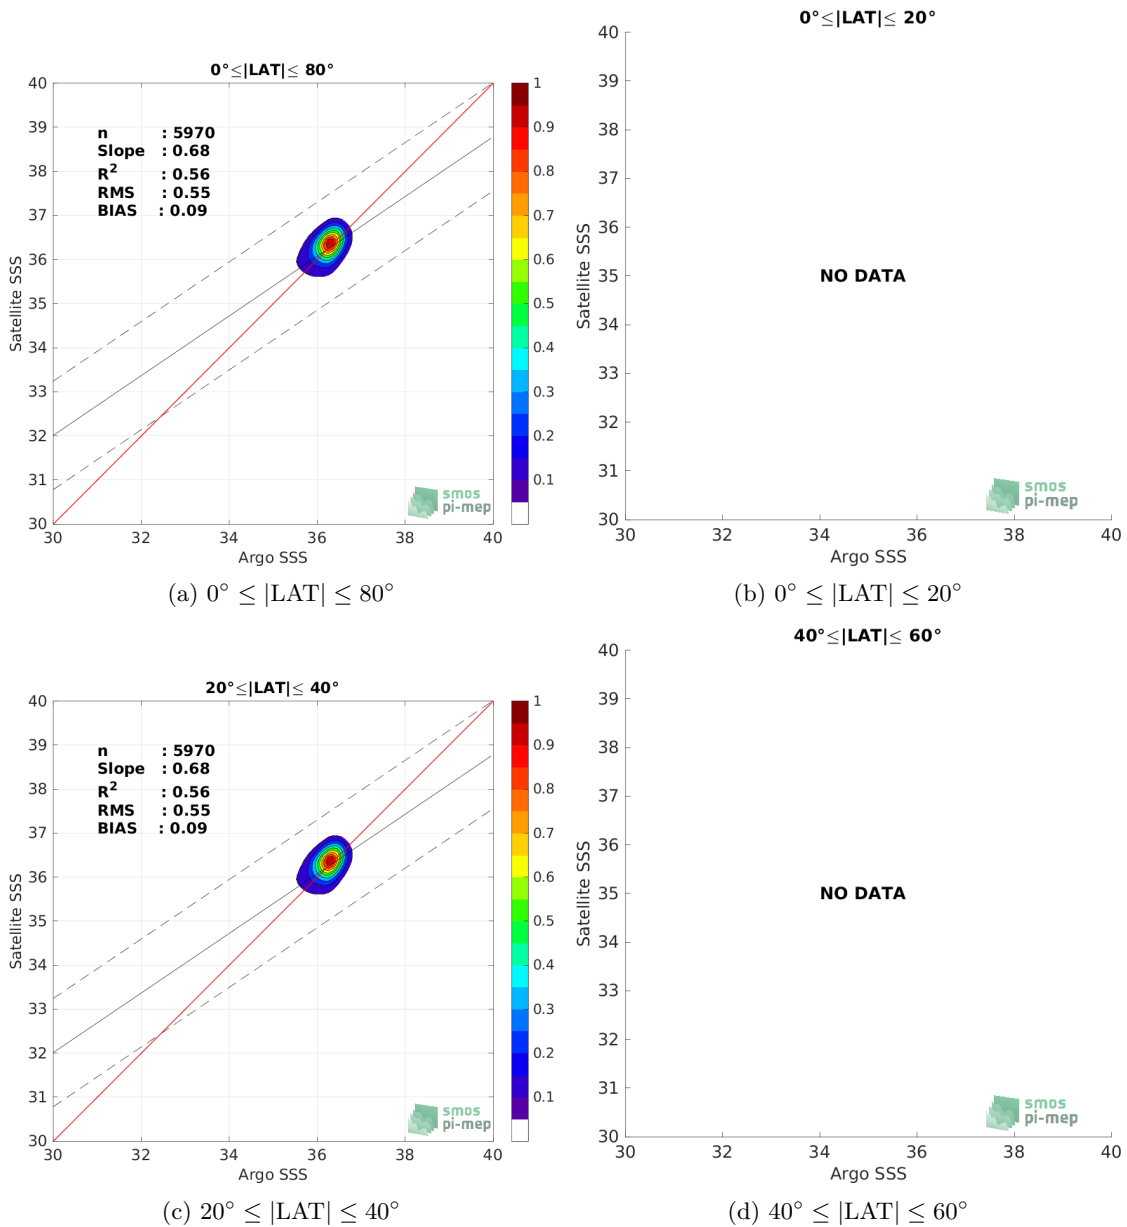 0°≤|LAT|≤ 80°
40
39
38
37
36
35
34
33
32
31
30
Satellite SSS
n : 5970
Slope : 0.68
R² : 0.56
RMS : 0.55
BIAS : 0.09
30 32 34 36 38 40
Argo SSS
1
0.9
0.8
0.7
0.6
0.5
0.4
0.3
0.2
0.1
smos
pi-mep
(a) 0° ≤ |LAT| ≤ 80°
0°≤|LAT|≤ 20°
40
39
38
37
36
35
34
33
32
31
30
Satellite SSS
NO DATA
smos
pi-mep
30 32 34 36 38 40
Argo SSS
(b) 0° ≤ |LAT| ≤ 20°
20°≤|LAT|≤ 40°
40
39
38
37
36
35
34
33
32
31
30
Satellite SSS
n : 5970
Slope : 0.68
R² : 0.56
RMS : 0.55
BIAS : 0.09
30 32 34 36 38 40
Argo SSS
1
0.9
0.8
0.7
0.6
0.5
0.4
0.3
0.2
0.1
smos
pi-mep
(c) 20° ≤ |LAT| ≤ 40°
40°≤|LAT|≤ 60°
40
39
38
37
36
35
34
33
32
31
30
Satellite SSS
NO DATA
smos
pi-mep
30 32 34 36 38 40
Argo SSS
(d) 40° ≤ |LAT| ≤ 60°